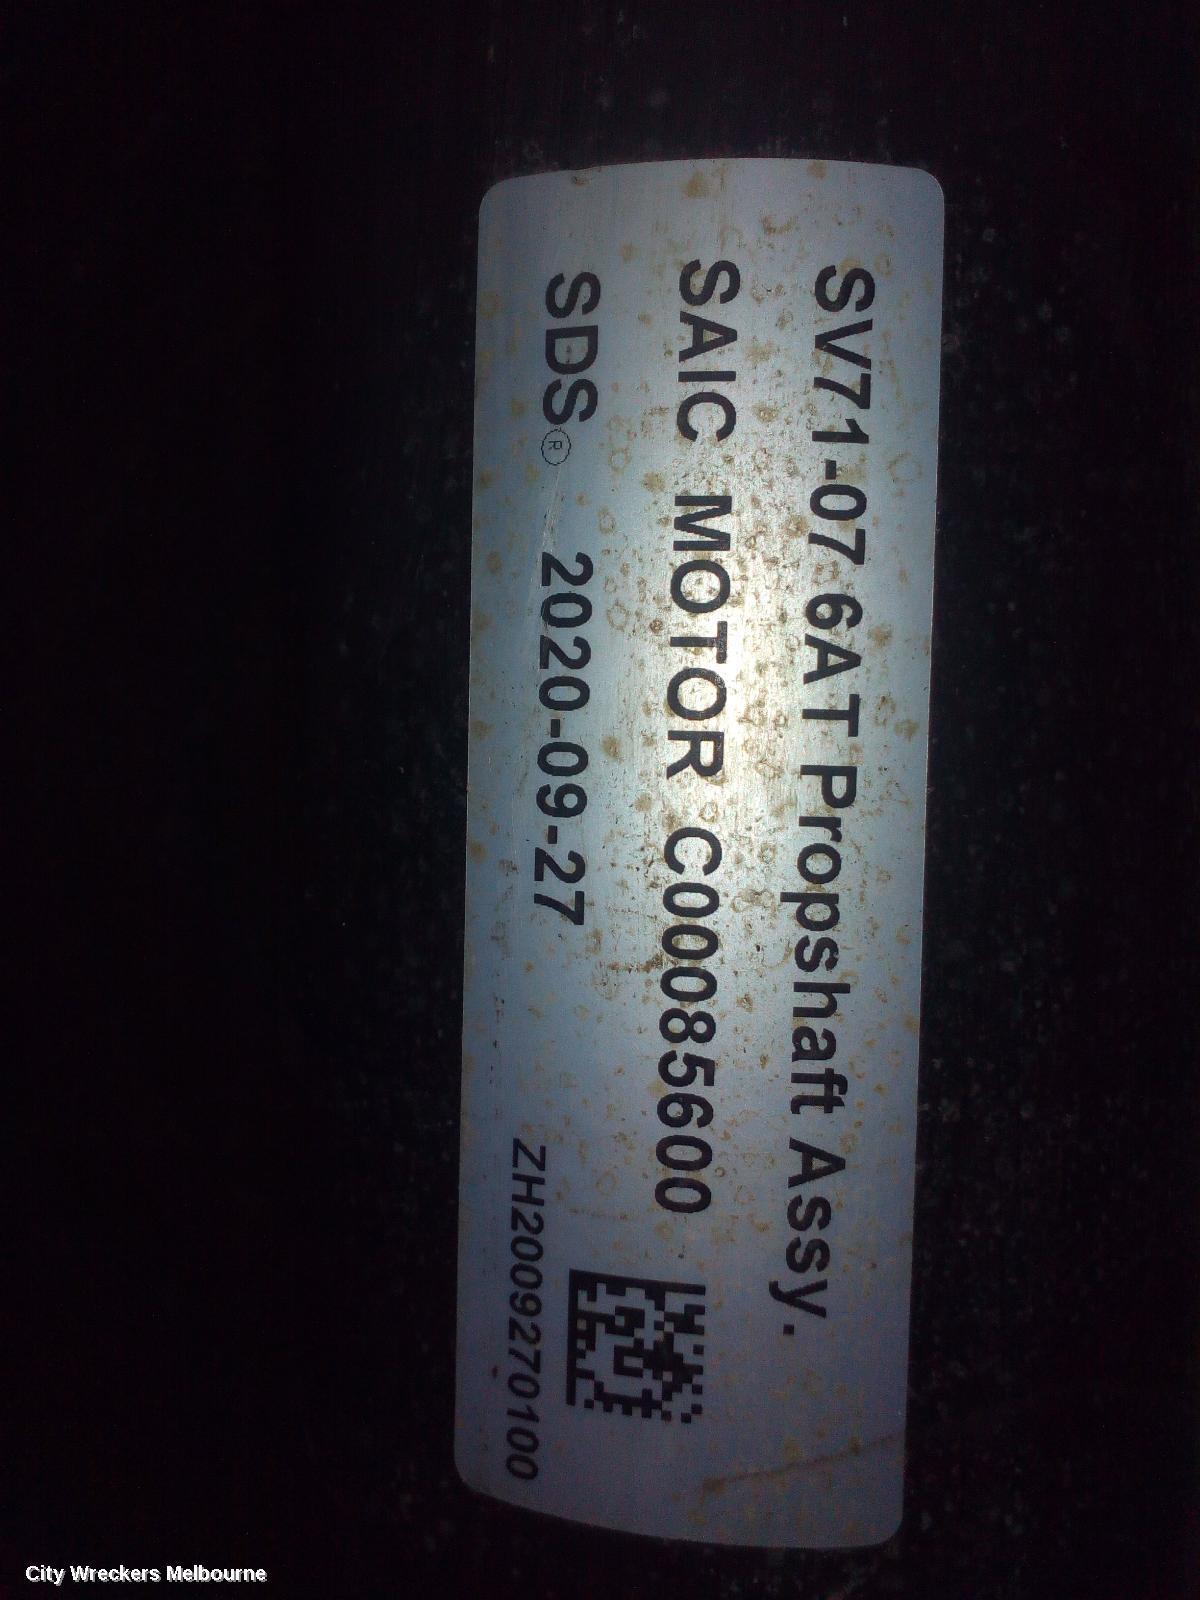 SV71-07 6AT Propshaft Assy.
SAIC MOTOR C00085600
SDS® 2020-09-27
ZH2009270100
City Wreckers Melbourne